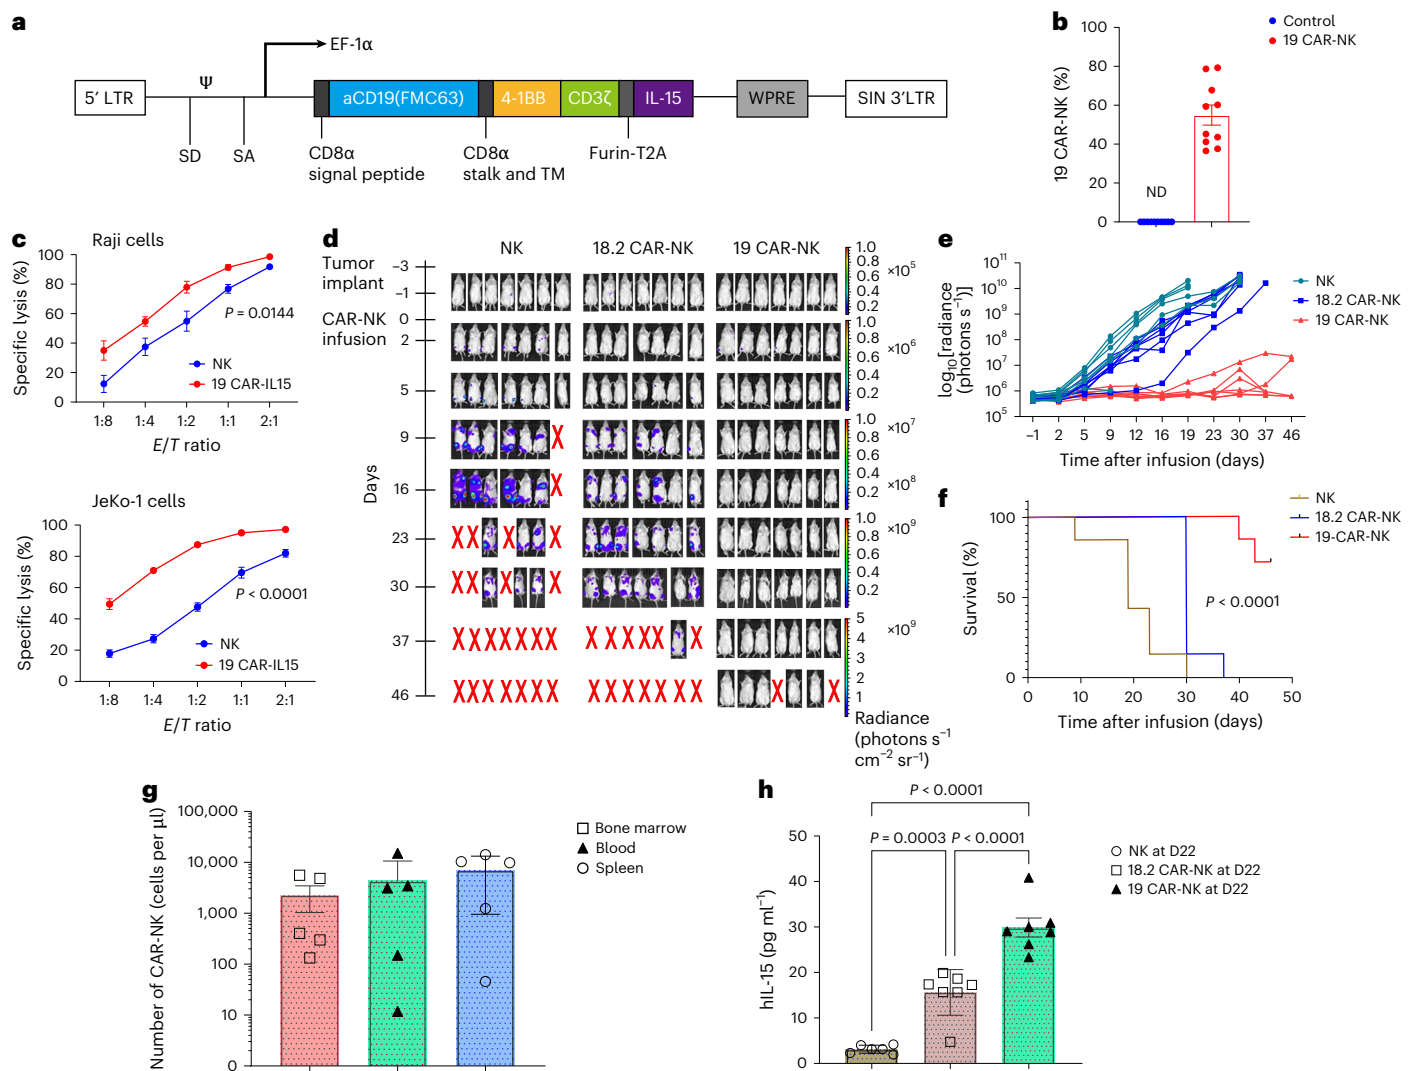 a
EF-1α
Ψ
5′ LTR
aCD19(FMC63)
4-1BB
CD3ζ
IL-15
WPRE
SIN 3′LTR
SD
SA
CD8α
signal peptide
CD8α
stalk and TM
Furin-T2A
b
Control
19 CAR-NK
19 CAR-NK (%)
100
80
60
40
20
0
ND
c
Raji cells
Specific lysis (%)
100
80
60
40
20
0
P = 0.0144
NK
19 CAR-IL15
1:8
1:4
1:2
1:1
2:1
E/T ratio
JeKo-1 cells
Specific lysis (%)
100
80
60
40
20
0
P < 0.0001
NK
19 CAR-IL15
1:8
1:4
1:2
1:1
2:1
E/T ratio
d
NK
18.2 CAR-NK
19 CAR-NK
Tumor
implant
CAR-NK
infusion
Days
–3
–1
0
2
5
9
16
23
30
37
46
X
X
X X X X
X X X X
X X X X X X X
X X X X X X
X X X X X X X
X X X X X X X
X X
1.0
0.8
0.6
0.4
0.2
×10⁵
1.0
0.8
0.6
0.4
0.2
×10⁶
1.0
0.8
0.6
0.4
0.2
×10⁷
×10⁸
1.0
0.8
0.6
0.4
0.2
×10⁹
5
4
3
2
1
×10⁹
Radiance
(photons s⁻¹
cm⁻² sr⁻¹)
e
log₁₀[radiance
(photons s⁻¹)]
10¹¹
10¹⁰
10⁹
10⁸
10⁷
10⁶
10⁵
NK
18.2 CAR-NK
19 CAR-NK
–1
2
5
9
12
16
19
23
30
37
46
Time after infusion (days)
f
NK
18.2 CAR-NK
19-CAR-NK
Survival (%)
100
50
0
P < 0.0001
0
10
20
30
40
50
Time after infusion (days)
g
Number of CAR-NK (cells per µl)
100,000
10,000
1,000
100
10
0
Bone marrow
Blood
Spleen
h
P < 0.0001
P = 0.0003
P < 0.0001
hIL-15 (pg ml⁻¹)
50
40
30
20
10
0
NK at D22
18.2 CAR-NK at D22
19 CAR-NK at D22